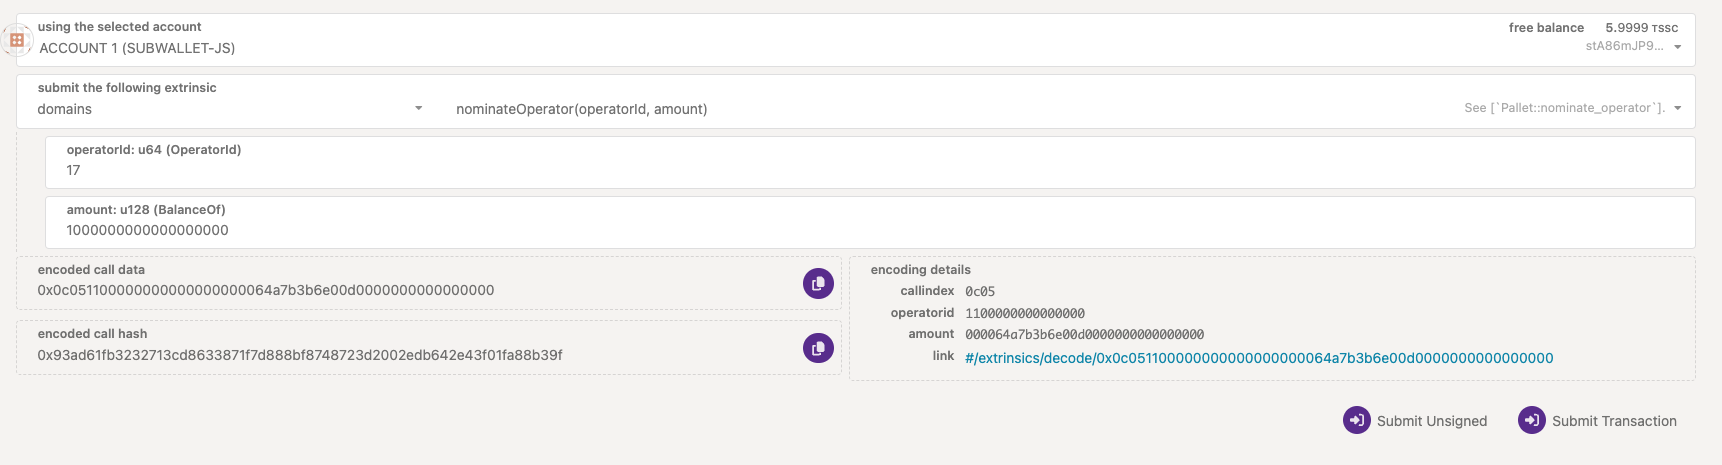 using the selected account
ACCOUNT 1 (SUBWALLET-JS)
free balance 5.9999 TSSC
stA86mJP9...
submit the following extrinsic
domains
nominateOperator(operatorId, amount)
See [`Pallet::nominate_operator`].
operatorId: u64 (OperatorId)
17
amount: u128 (BalanceOf)
1000000000000000000
encoded call data
0x0c051100000000000000000064a7b3b6e00d0000000000000000
encoded call hash
0x93ad61fb3232713cd8633871f7d888bf8748723d2002edb642e43f01fa88b39f
encoding details
callindex 0c05
operatorid 1100000000000000
amount 000064a7b3b6e00d0000000000000000
link #/extrinsics/decode/0x0c051100000000000000000064a7b3b6e00d0000000000000000
Submit Unsigned
Submit Transaction